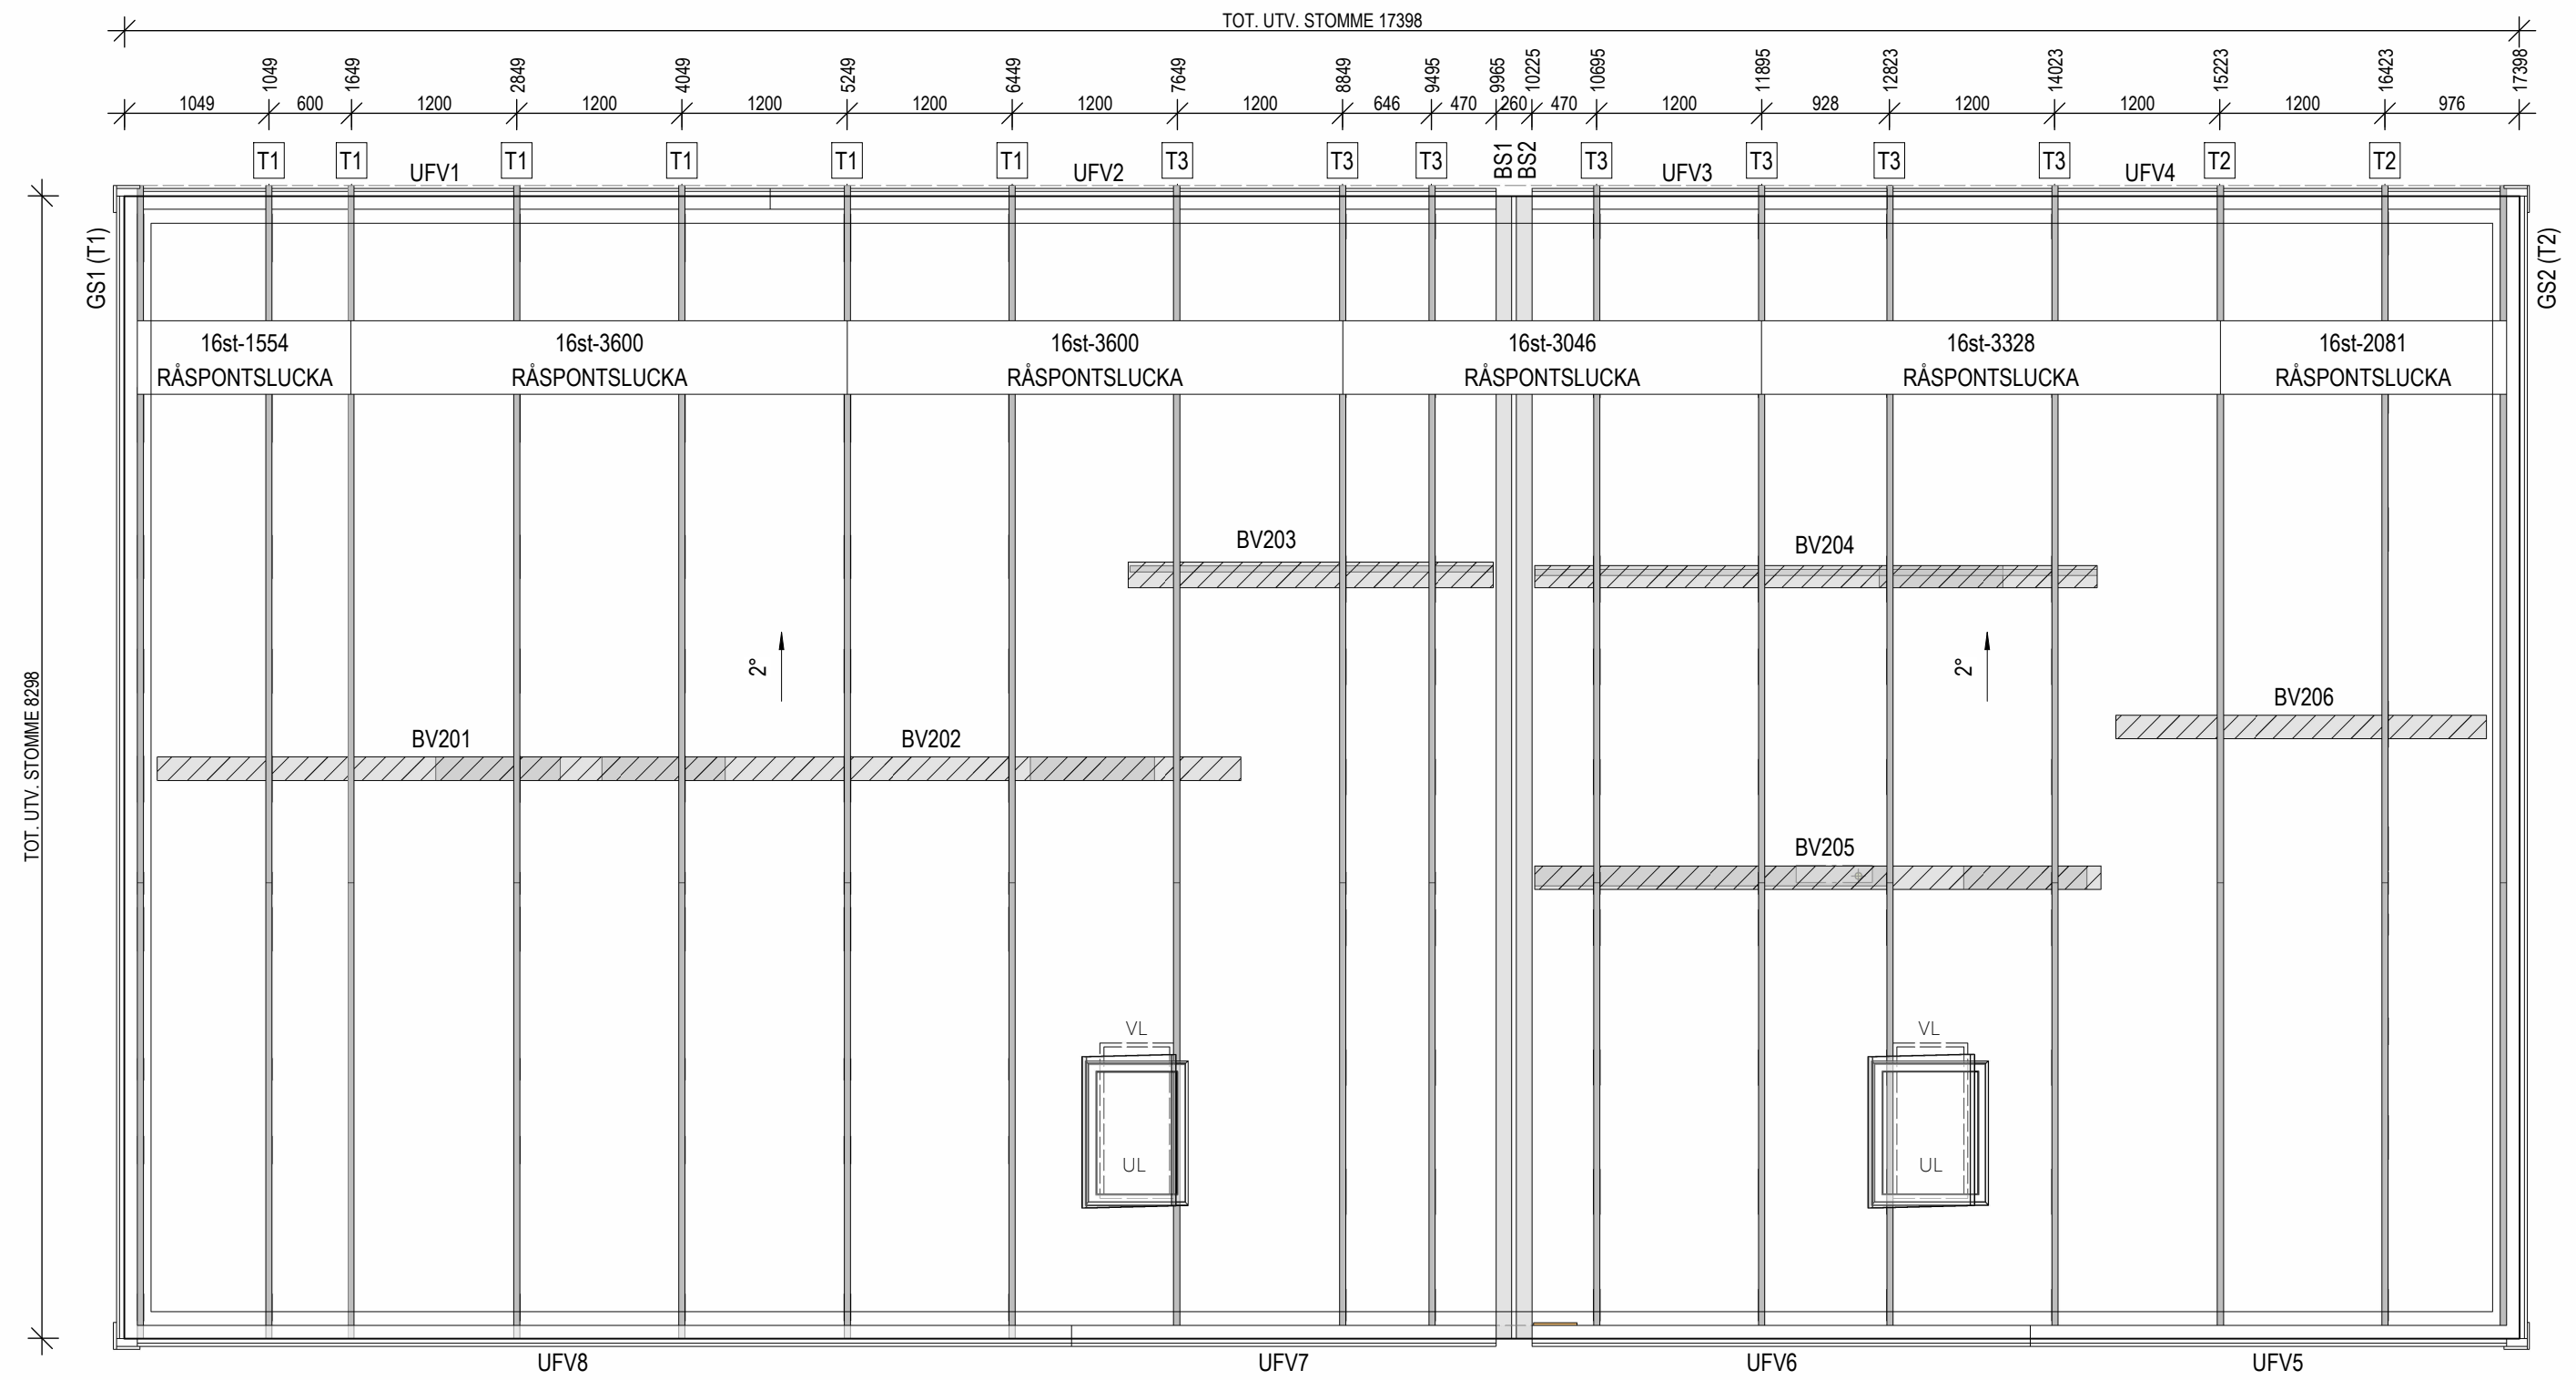 TOT. UTV. STOMME 17398
1049 1649 2849 4049 5249 6449 7649 8849 9495 9965 10225 10695 11895 12823 14023 15223 16423 17398
1049 600 1200 1200 1200 1200 1200 1200 646 470 260 470 1200 928 1200 1200 1200 976
T1 T1 T1 T1 T1 T1 T3 T3 T3 BS1 BS2 T3 T3 T3 T3 T2 T2
UFV1 UFV2 UFV3 UFV4
GS1 (T1)
GS2 (T2)
16st-1554 16st-3600 16st-3600 16st-3046 16st-3328 16st-2081
RÅSPONTSLUCKA RÅSPONTSLUCKA RÅSPONTSLUCKA RÅSPONTSLUCKA RÅSPONTSLUCKA RÅSPONTSLUCKA
BV203 BV204
2° 2°
BV206
BV201 BV202
TOT. UTV. STOMME 8298
BV205
VL VL
UL UL
UFV8 UFV7 UFV6 UFV5